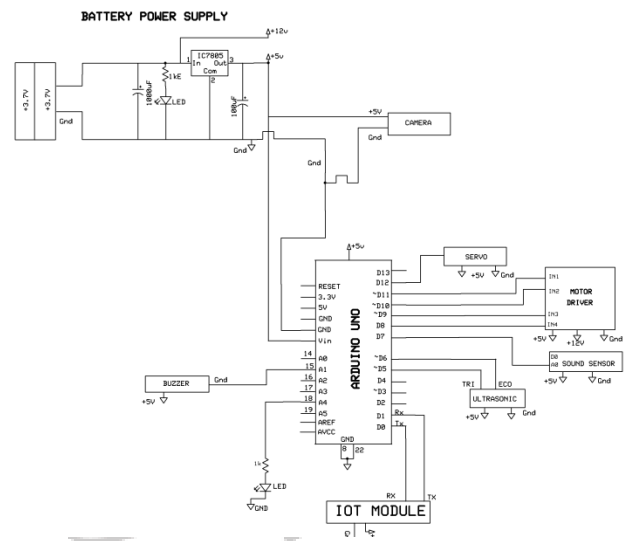 BATTERY POWER SUPPLY
+12v
IC7805
1 In Out 3
Com
2
+5v
+3.7V
+3.7V
Gnd
1000uF
1kE
LED
100uF
Gnd
+5V
Gnd
CAMERA
Gnd
+5v
ARDUINO UNO
RESET
3.3V
5V
GND
GND
Vin
14 A0
15 A1
16 A2
17 A3
18 A4
19 A5
AREF
AVCC
GND
8 22
D13
D12
~D11
~D10
~D9
D8
D7
~D6
~D5
D4
~D3
D2
D1 Rx
D0 Tx
SERVO
+5V Gnd
IN1
IN2
IN3
IN4
MOTOR
DRIVER
+5V +12V Gnd
D0
A0 SOUND SENSOR
+5V Gnd
TRI ECO
ULTRASONIC
+5V Gnd
BUZZER
Gnd
+5V
1k
LED
GND
RX TX
IOT MODULE